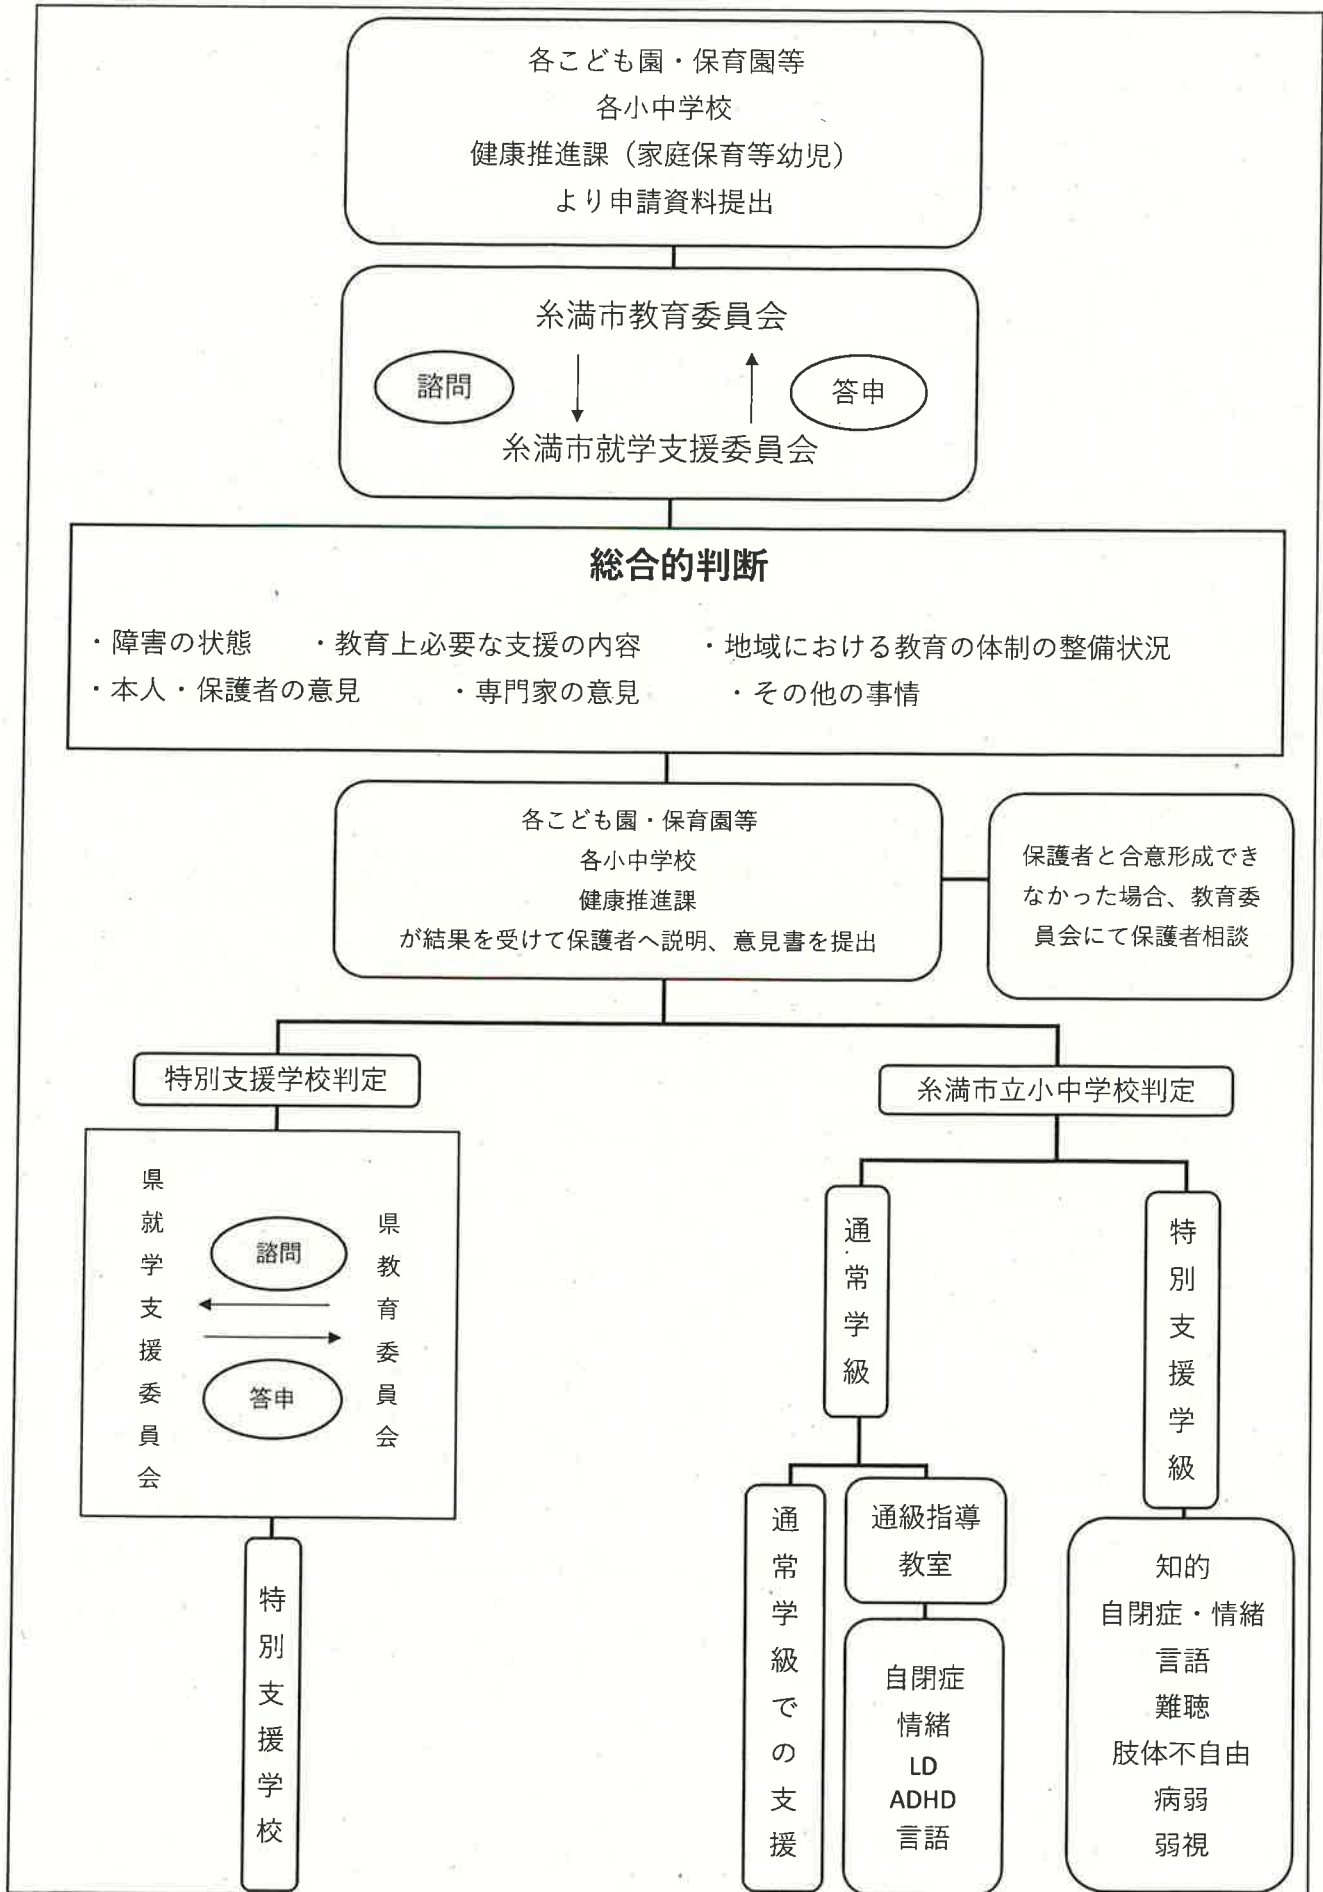 各こども園・保育園等
各小中学校
健康推進課（家庭保育等幼児）
より申請資料提出
糸満市教育委員会
諮問
答申
糸満市就学支援委員会
総合的判断
・障害の状態　・教育上必要な支援の内容　・地域における教育の体制の整備状況
・本人・保護者の意見　・専門家の意見　・その他の事情
各こども園・保育園等
各小中学校
健康推進課
が結果を受けて保護者へ説明、意見書を提出
保護者と合意形成でき
なかった場合、教育委
員会にて保護者相談
特別支援学校判定
糸満市立小中学校判定
県就学支援委員会
諮問
答申
県教育委員会
特別支援学校
通常学級
特別支援学級
通常学級での支援
通級指導
教室
自閉症
情緒
LD
ADHD
言語
知的
自閉症・情緒
言語
難聴
肢体不自由
病弱
弱視